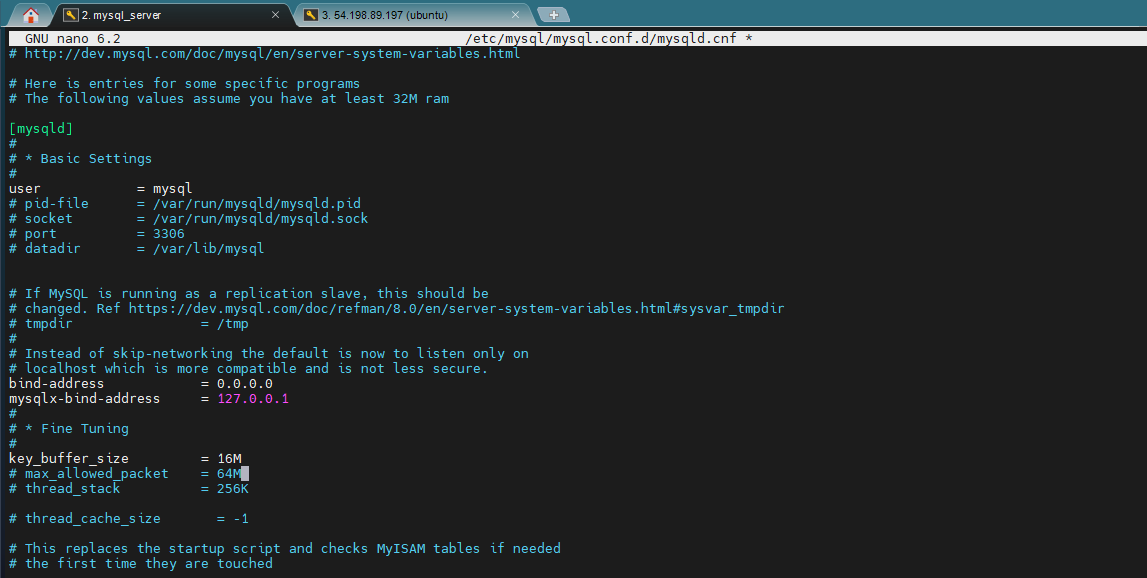 2. mysql_server
3. 54.198.89.197 (ubuntu)
GNU nano 6.2 /etc/mysql/mysql.conf.d/mysqld.cnf *
# http://dev.mysql.com/doc/mysql/en/server-system-variables.html
# Here is entries for some specific programs
# The following values assume you have at least 32M ram
[mysqld]
#
# * Basic Settings
#
user = mysql
# pid-file = /var/run/mysqld/mysqld.pid
# socket = /var/run/mysqld/mysqld.sock
# port = 3306
# datadir = /var/lib/mysql
# If MySQL is running as a replication slave, this should be
# changed. Ref https://dev.mysql.com/doc/refman/8.0/en/server-system-variables.html#sysvar_tmpdir
# tmpdir = /tmp
#
# Instead of skip-networking the default is now to listen only on
# localhost which is more compatible and is not less secure.
bind-address = 0.0.0.0
mysqlx-bind-address = 127.0.0.1
#
# * Fine Tuning
#
key_buffer_size = 16M
# max_allowed_packet = 64M
# thread_stack = 256K
# thread_cache_size = -1
# This replaces the startup script and checks MyISAM tables if needed
# the first time they are touched